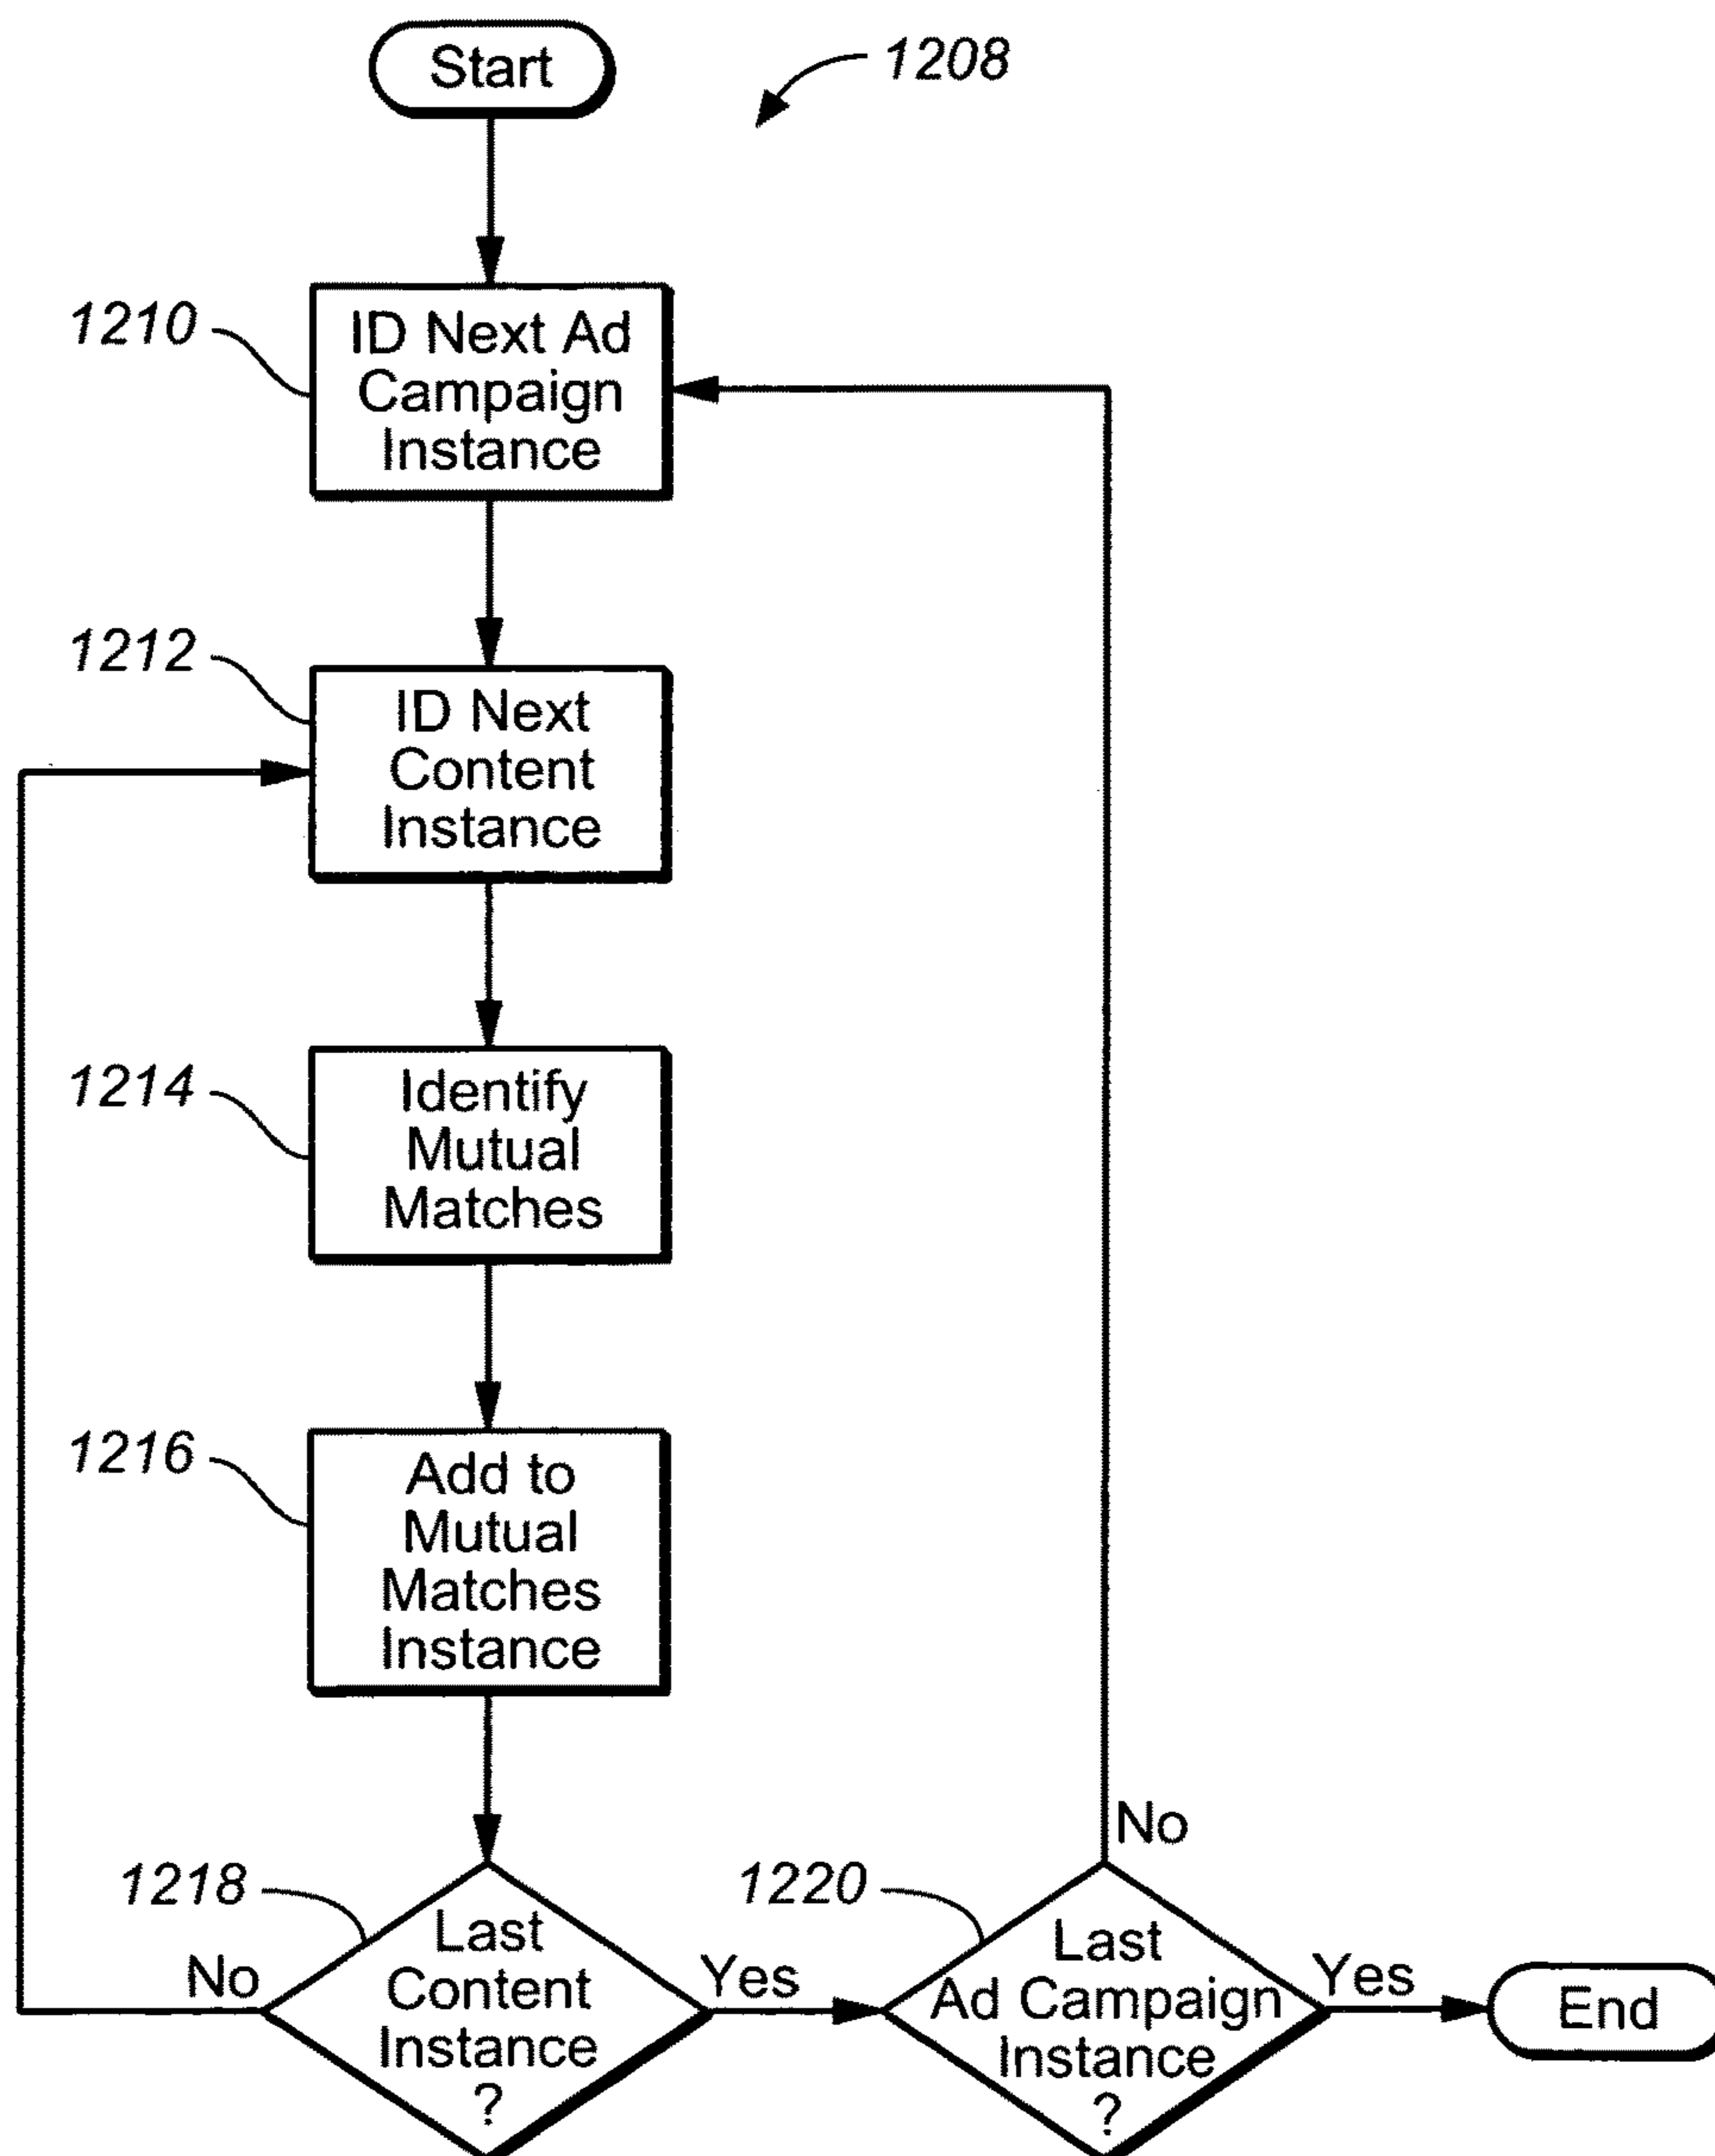 Start
1208
1210
ID Next Ad
Campaign
Instance
1212
ID Next
Content
Instance
1214
Identify
Mutual
Matches
1216
Add to
Mutual
Matches
Instance
1218
Last
Content
Instance
?
No
Yes
1220
Last
Ad Campaign
Instance
?
No
Yes
End